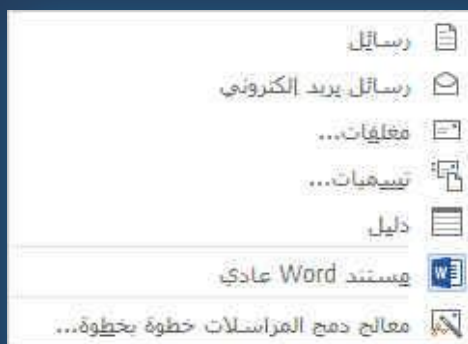 رسائل
رسائل بريد إلكتروني
مغلفات...
تسميات...
دليل
مستند Word عادي
معالج دمج المراسلات خطوة بخطوة...